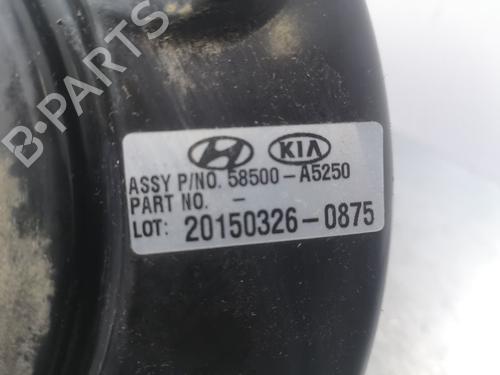 KIA
ASSY P/NO. 58500-A5250
PART NO. -
LOT: 20150326-0875
B-PARTS